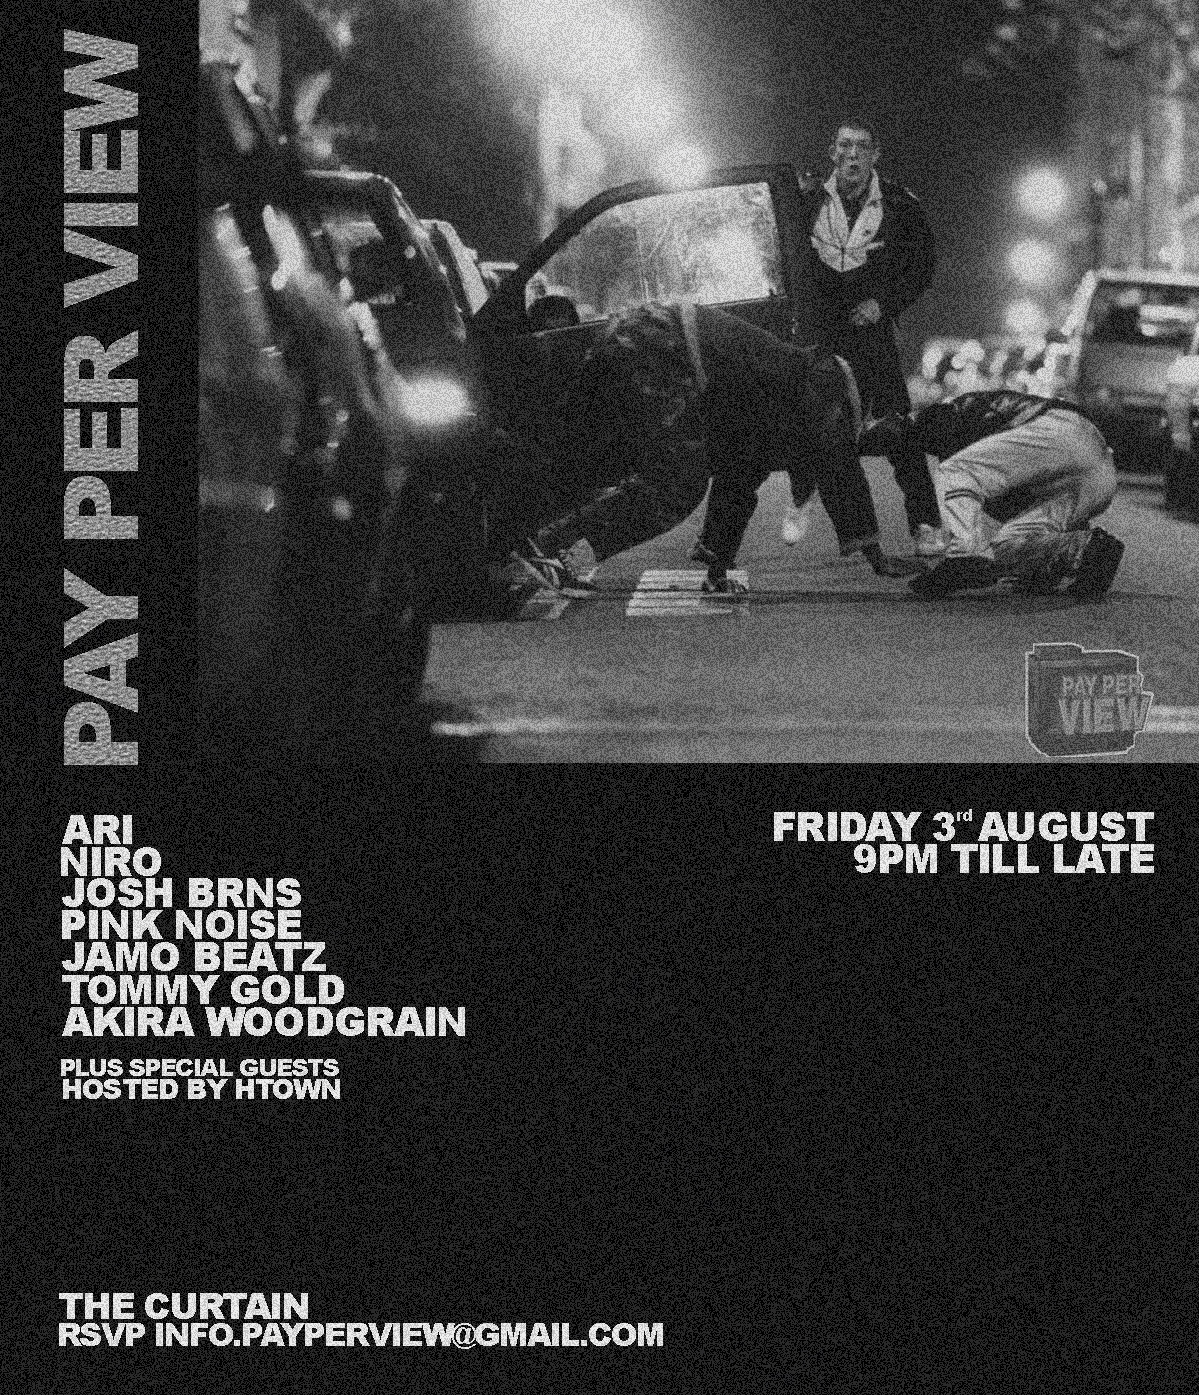 PAY PER VIEW
PAY PER
VIEW
ARI
NIRO
JOSH BRNS
PINK NOISE
JAMO BEATZ
TOMMY GOLD
AKIRA WOODGRAIN
PLUS SPECIAL GUESTS
HOSTED BY HTOWN
FRIDAY 3rd AUGUST
9PM TILL LATE
THE CURTAIN
RSVP INFO.PAYPERVIEW@GMAIL.COM